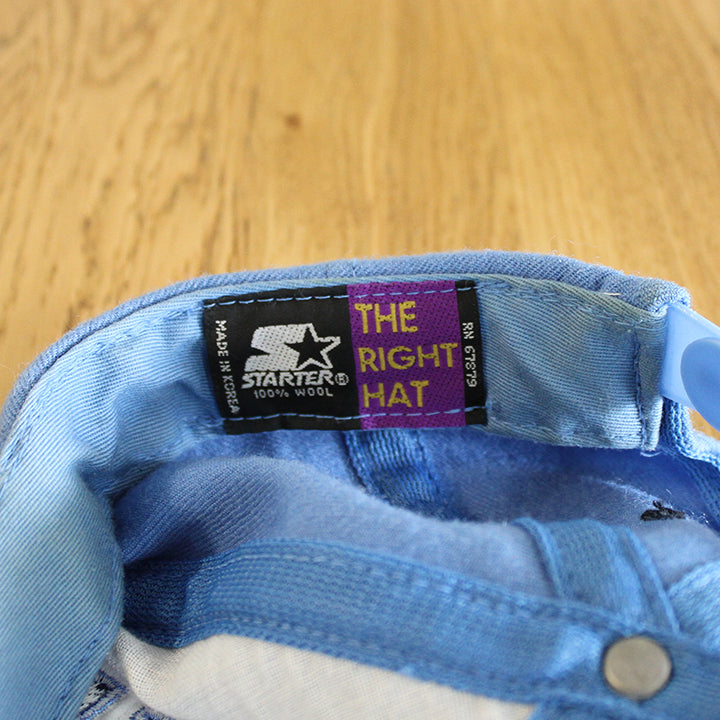 MADE IN KOREA
STARTER®
100% WOOL
THE
RIGHT
HAT
RN 67879